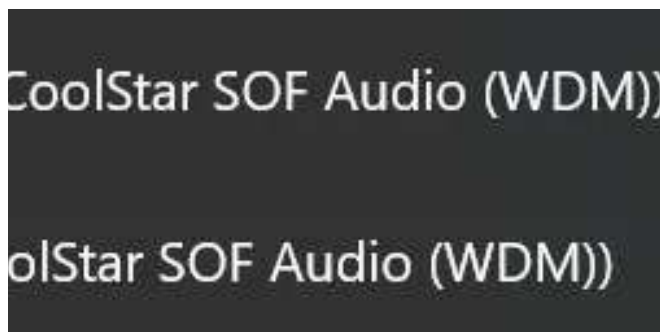 CoolStar SOF Audio (WDM))
olStar SOF Audio (WDM))